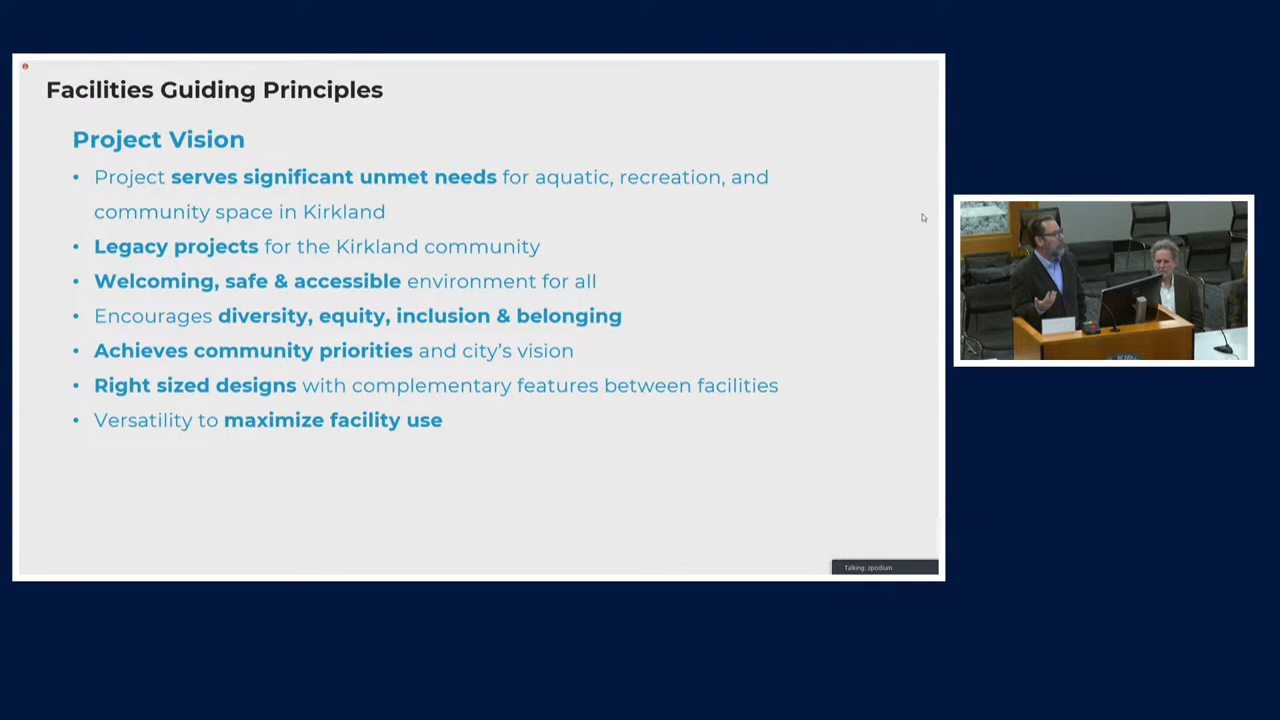 Facilities Guiding Principles
Project Vision
• Project serves significant unmet needs for aquatic, recreation, and
community space in Kirkland
• Legacy projects for the Kirkland community
• Welcoming, safe & accessible environment for all
• Encourages diversity, equity, inclusion & belonging
• Achieves community priorities and city's vision
• Right sized designs with complementary features between facilities
• Versatility to maximize facility use
Talking: zpodium